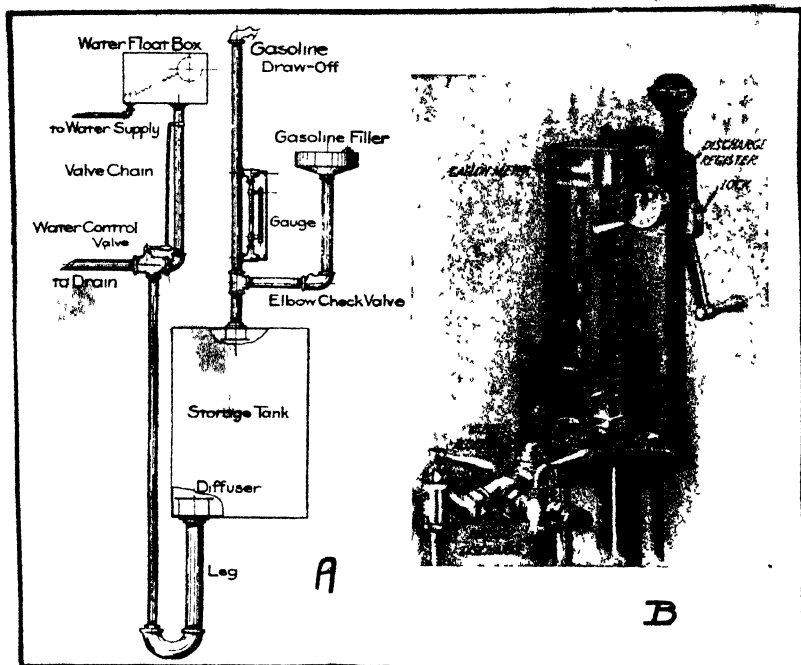 Water Float Box
Gasoline
Draw-Off
to Water Supply
Gasoline Filler
Valve Chain
Gauge
Water Control
Valve
to Drain
Elbow Check Valve
Storage Tank
Diffuser
Leg
A
GALLON METER
DISCHARGE
REGISTER
LOCK
B